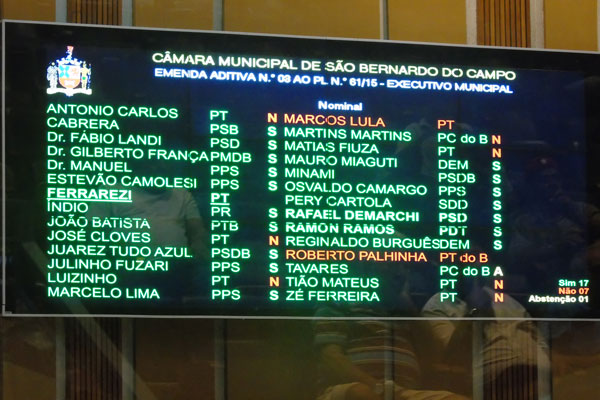 CÂMARA MUNICIPAL DE SÃO BERNARDO DO CAMPO
EMENDA ADITIVA N.° 03 AO PL N.° 61/15 - EXECUTIVO MUNICIPAL
Nominal
ANTONIO CARLOS PT N MARCOS LULA PT
CABRERA PSB S MARTINS MARTINS PC do B N
Dr. FÁBIO LANDI PSD S MATIAS FIUZA PT N
Dr. GILBERTO FRANÇA PMDB S MAURO MIAGUTI DEM S
Dr. MANUEL PPS S MINAMI PSDB S
ESTEVÃO CAMOLESI PPS S OSVALDO CAMARGO PPS S
FERRAREZI PT PERY CARTOLA SDD S
ÍNDIO PR S RAFAEL DEMARCHI PSD S
JOÃO BATISTA PTB S RAMON RAMOS PDT S
JOSÉ CLOVES PT N REGINALDO BURGUÊS DEM S
JUAREZ TUDO AZUL PSDB S ROBERTO PALHINHA PT do B
JULINHO FUZARI PPS S TAVARES PC do B A
LUIZINHO PT N TIÃO MATEUS PT N
MARCELO LIMA PPS S ZÉ FERREIRA PT N
Sim 17
Não 07
Abstenção 01